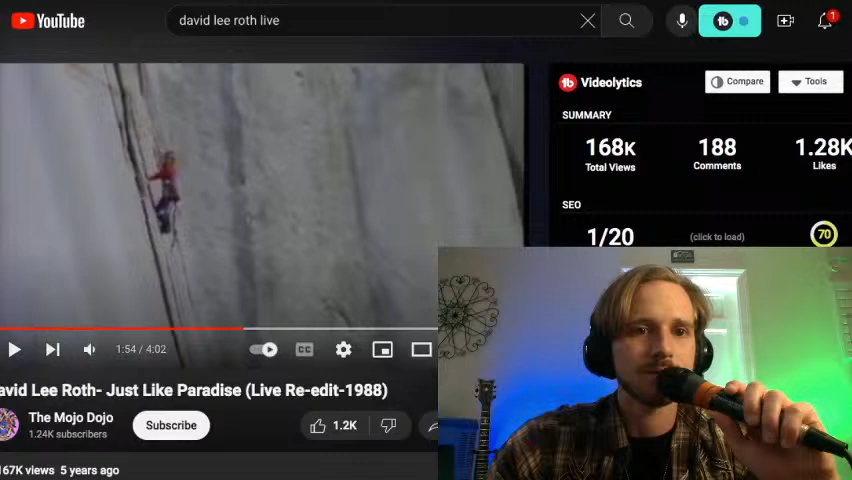 YouTube
david lee roth live
1
Videolytics
Compare
Tools
SUMMARY
168K
188
1.28K
Total Views
Comments
Likes
SEO
1/20
(click to load)
70
1:54 / 4:02
CC
avid Lee Roth- Just Like Paradise (Live Re-edit-1988)
The Mojo Dojo
1.24K subscribers
Subscribe
1.2K
167K views 5 years ago